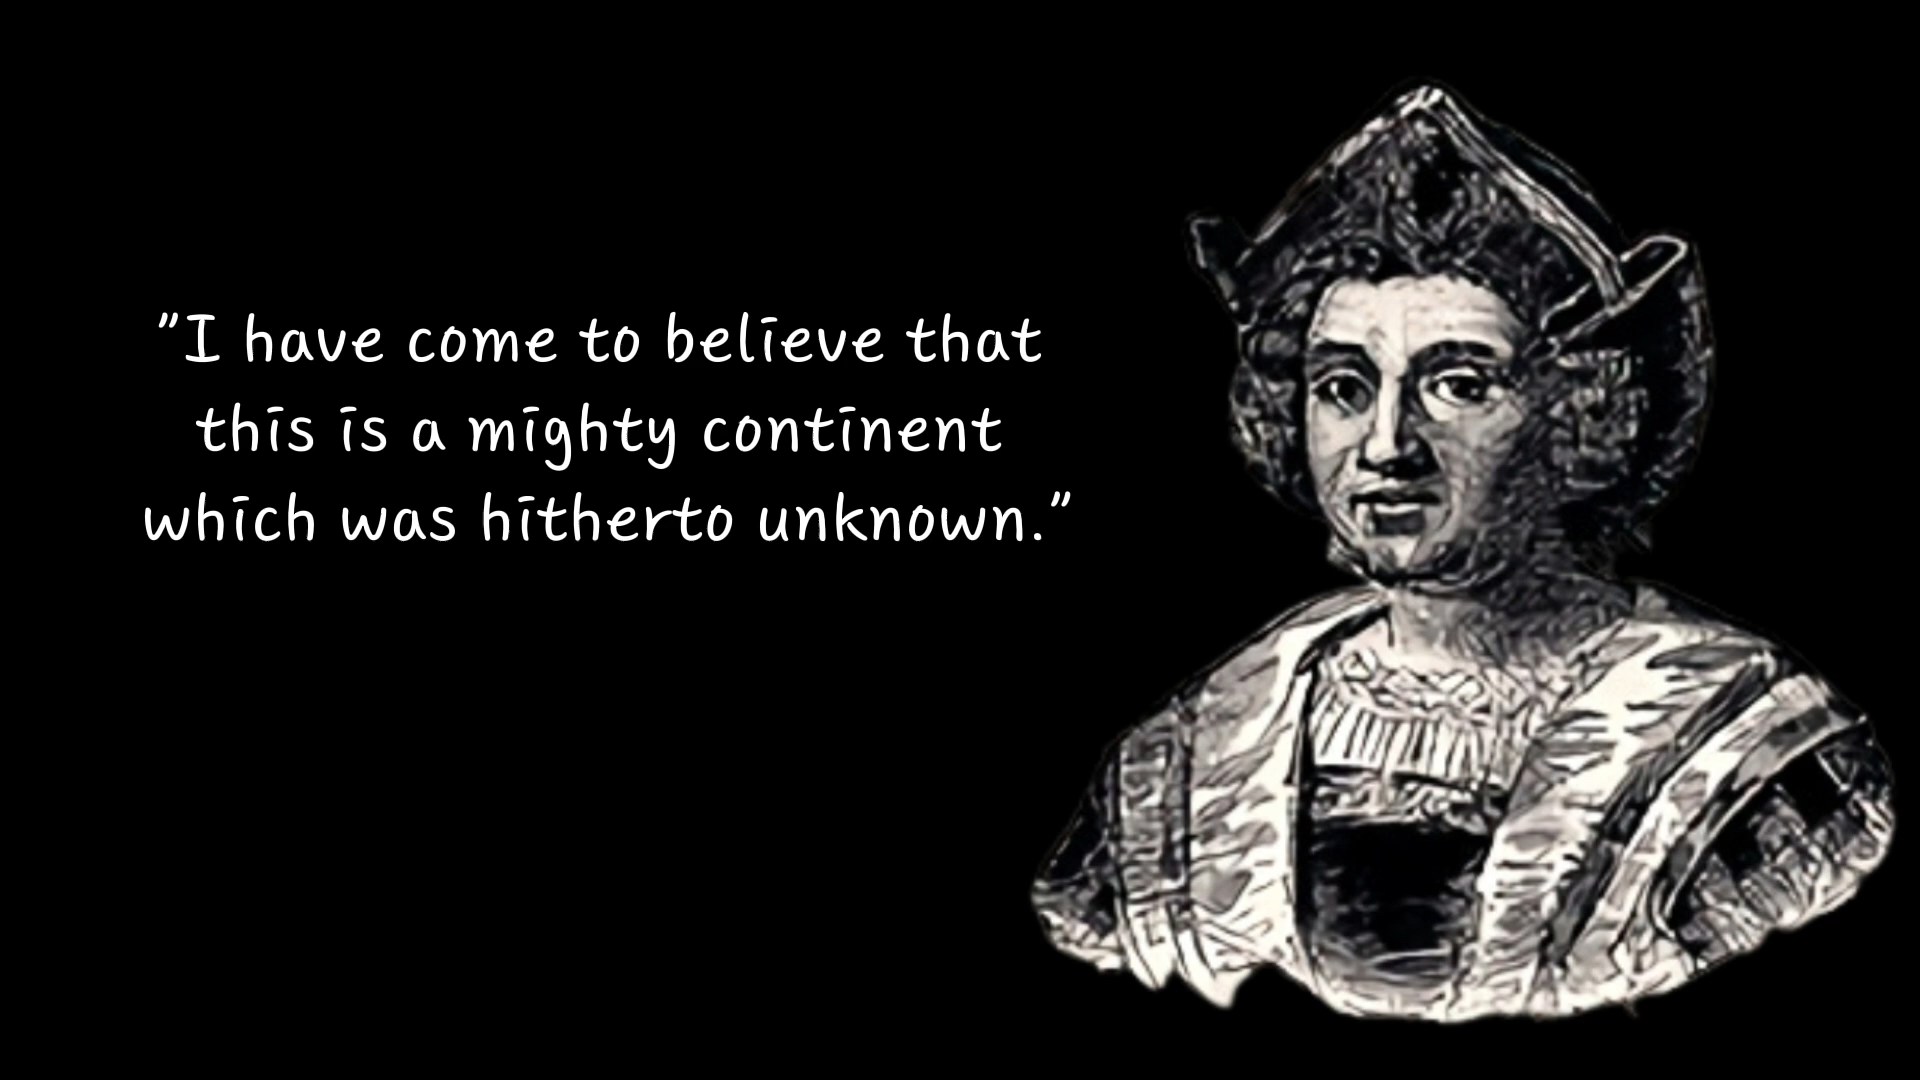 "I have come to believe that
this is a mighty continent
which was hitherto unknown."